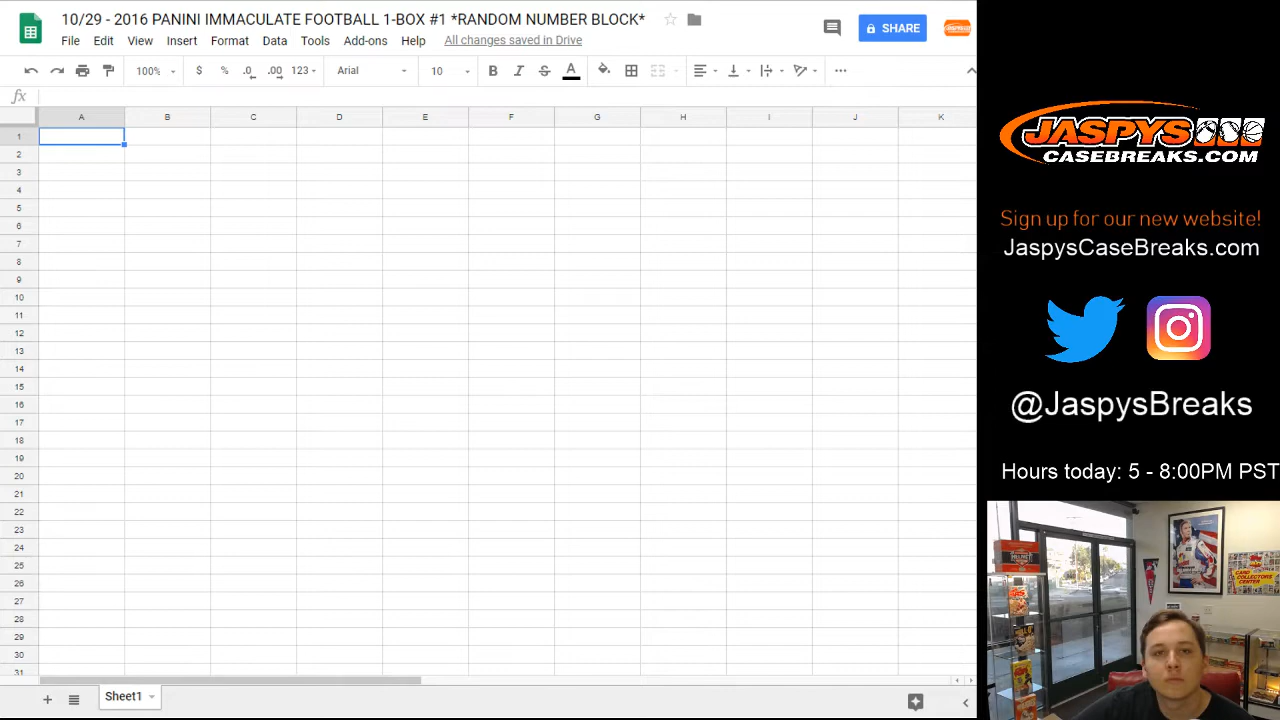 10/29 - 2016 PANINI IMMACULATE FOOTBALL 1-BOX #1 *RANDOM NUMBER BLOCK*
SHARE
File Edit View Insert Format Data Tools Add-ons Help All changes saved in Drive
100% $ % .0 .00 123 Arial 10 B I S A
fx
A B C D E F G H I J K
1
2
3
4
5
6
7
8
9
10
11
12
13
14
15
16
17
18
19
20
21
22
23
24
25
26
27
28
29
30
31
Sheet1
JASPYS
CASEBREAKS.COM
Sign up for our new website!
JaspysCaseBreaks.com
@JaspysBreaks
Hours today: 5 - 8:00PM PST
CARD
COLLECTORS
CENTER